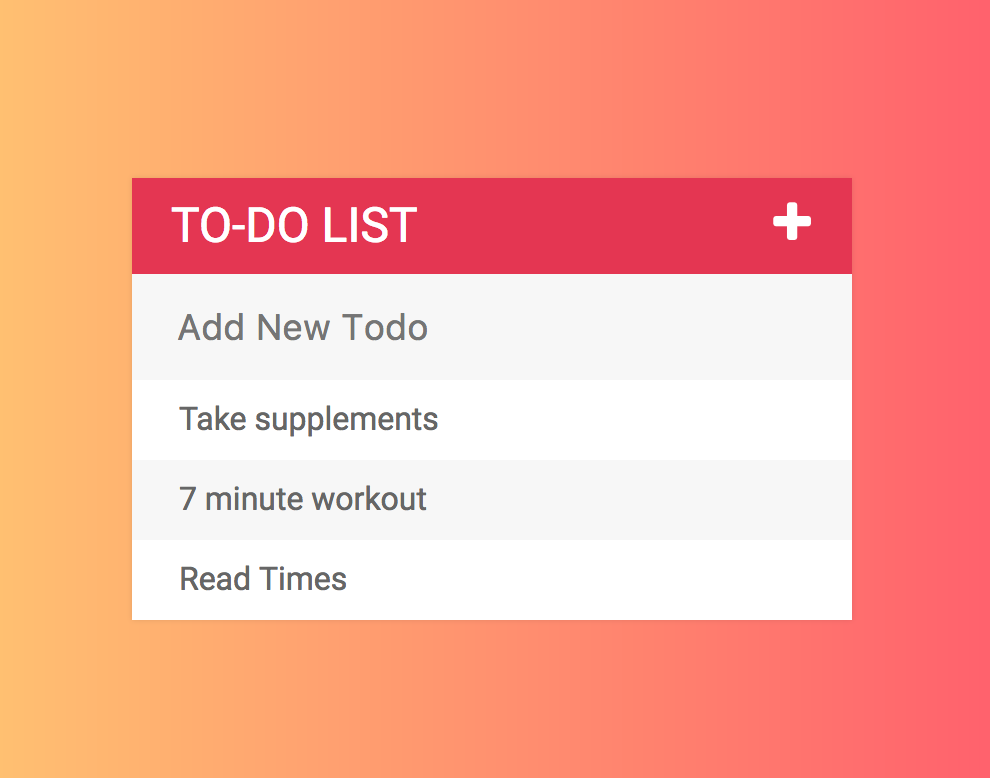 TO-DO LIST
Add New Todo
Take supplements
7 minute workout
Read Times